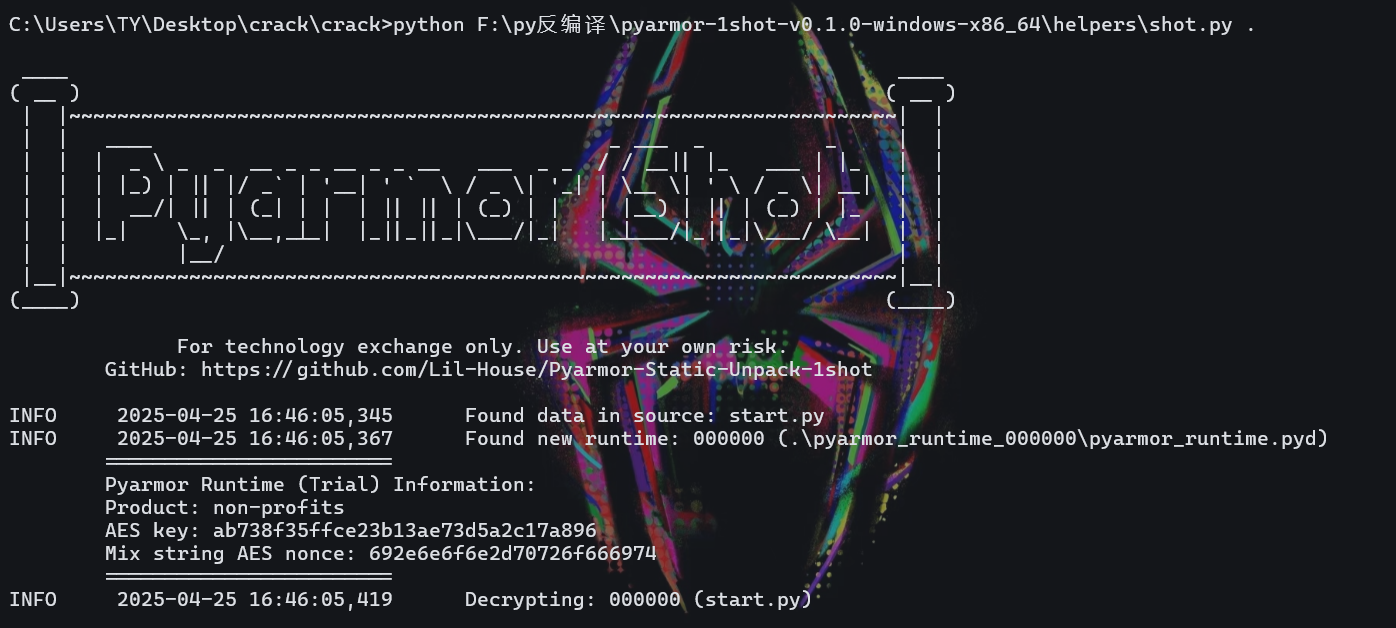 C:\Users\TY\Desktop\crack\crack>python F:\py反编译\pyarmor-1shot-v0.1.0-windows-x86_64\helpers\shot.py .
Pyarmor 1Shot
For technology exchange only. Use at your own risk.
GitHub: https://github.com/Lil-House/Pyarmor-Static-Unpack-1shot
INFO 2025-04-25 16:46:05,345 Found data in source: start.py
INFO 2025-04-25 16:46:05,367 Found new runtime: 000000 (.\pyarmor_runtime_000000\pyarmor_runtime.pyd)
========================
Pyarmor Runtime (Trial) Information:
Product: non-profits
AES key: ab738f35ffce23b13ae73d5a2c17a896
Mix string AES nonce: 692e6e6f6e2d70726f666974
========================
INFO 2025-04-25 16:46:05,419 Decrypting: 000000 (start.py)